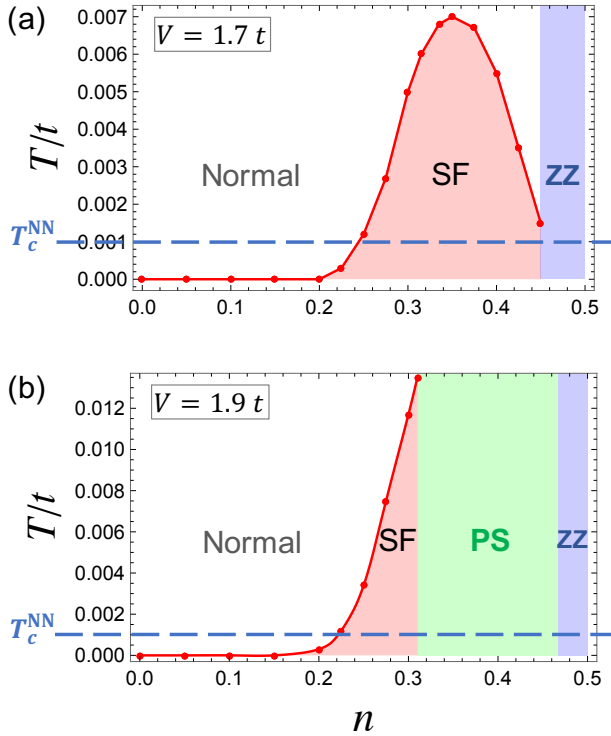 (a)
V = 1.7 t
0.007
0.006
0.005
0.004
0.003
0.002
0.001
0.000
T/t
T_c^NN
Normal
SF
ZZ
0.0 0.1 0.2 0.3 0.4 0.5
(b)
V = 1.9 t
0.012
0.010
0.008
0.006
0.004
0.002
0.000
T/t
T_c^NN
Normal
SF
PS
ZZ
0.0 0.1 0.2 0.3 0.4 0.5
n